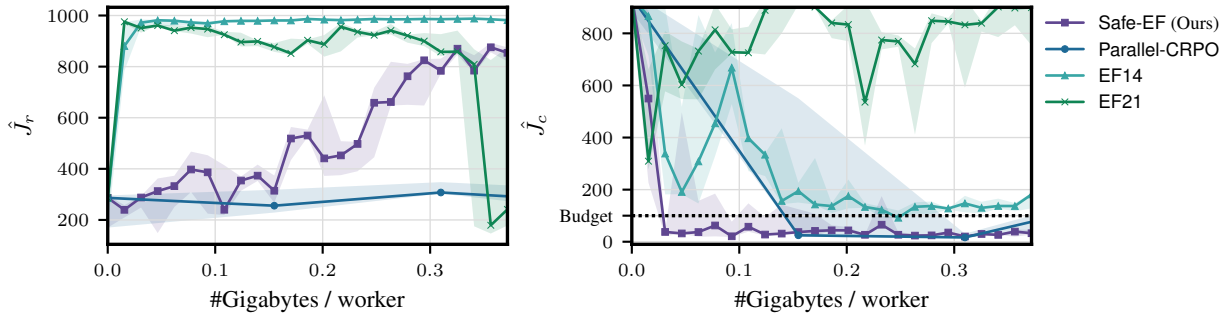 1000
800
600
400
200
Ĵr
0.0
0.1
0.2
0.3
#Gigabytes / worker
800
600
400
200
Budget
0
Ĵc
0.0
0.1
0.2
0.3
#Gigabytes / worker
Safe-EF (Ours)
Parallel-CRPO
EF14
EF21